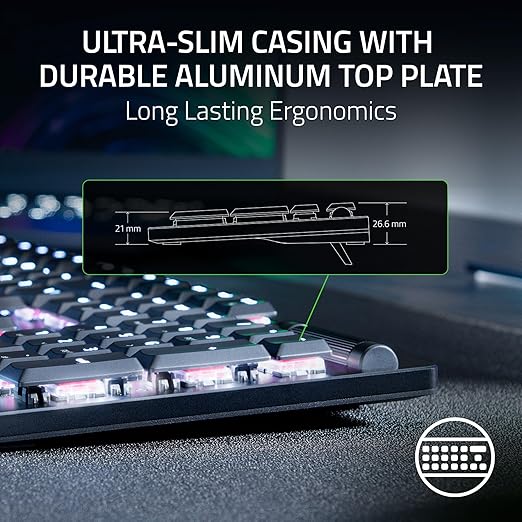 ULTRA-SLIM CASING WITH
DURABLE ALUMINUM TOP PLATE
Long Lasting Ergonomics
21 mm
26.6 mm